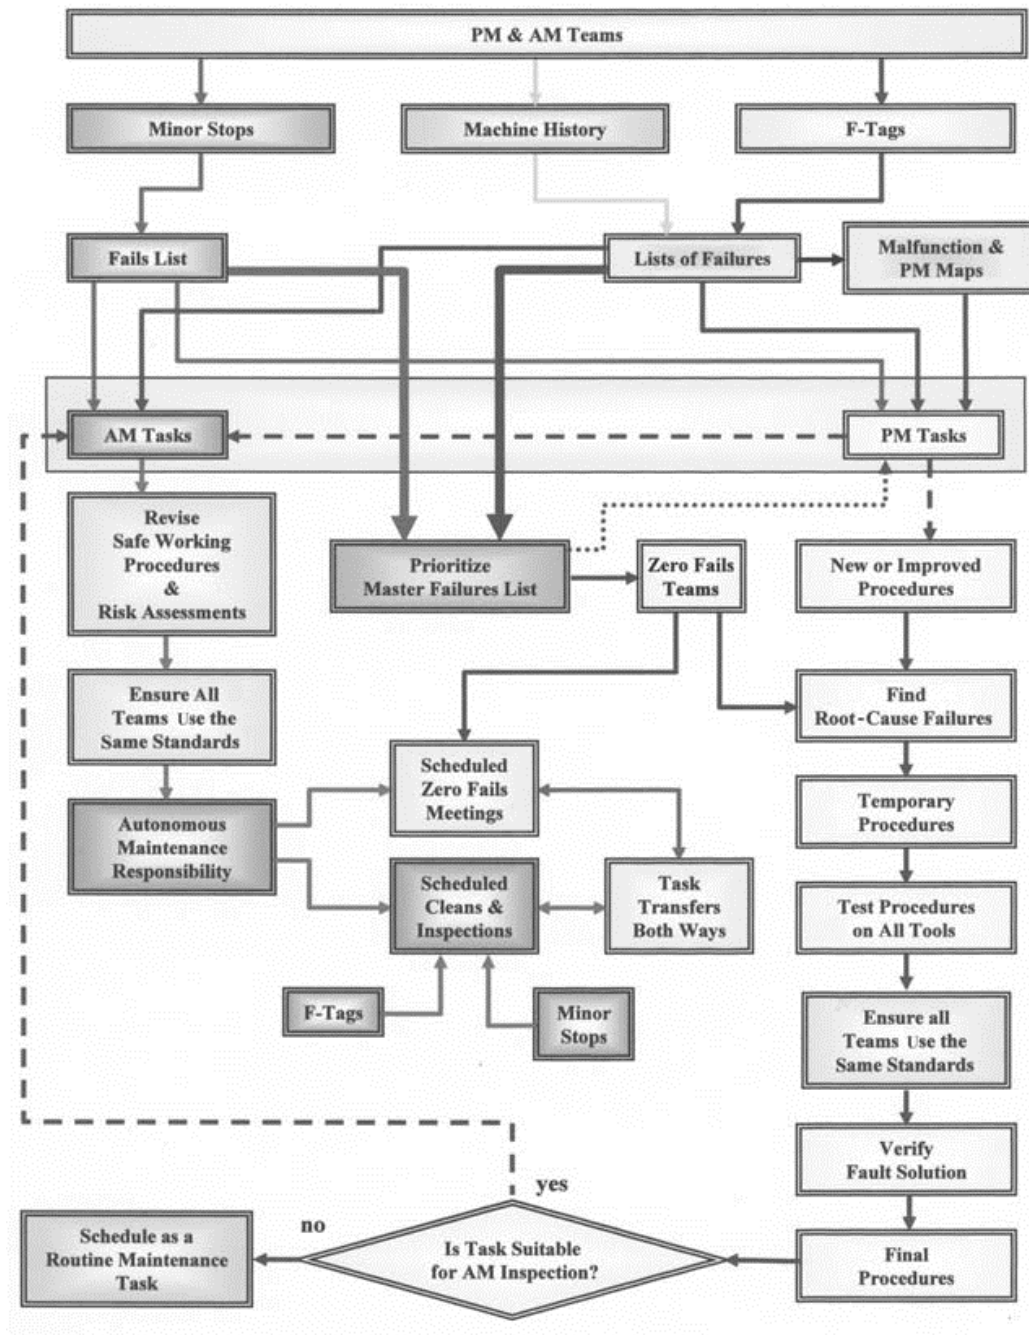 PM & AM Teams
Minor Stops
Machine History
F-Tags
Fails List
Lists of Failures
Malfunction &
PM Maps
AM Tasks
PM Tasks
Revise
Safe Working
Procedures
&
Risk Assessments
Prioritize
Master Failures List
Zero Fails
Teams
New or Improved
Procedures
Ensure All
Teams Use the
Same Standards
Find
Root-Cause Failures
Scheduled
Zero Fails
Meetings
Temporary
Procedures
Autonomous
Maintenance
Responsibility
Scheduled
Cleans &
Inspections
Task
Transfers
Both Ways
Test Procedures
on All Tools
F-Tags
Minor
Stops
Ensure all
Teams Use the
Same Standards
Verify
Fault Solution
yes
no
Schedule as a
Routine Maintenance
Task
Is Task Suitable
for AM Inspection?
Final
Procedures